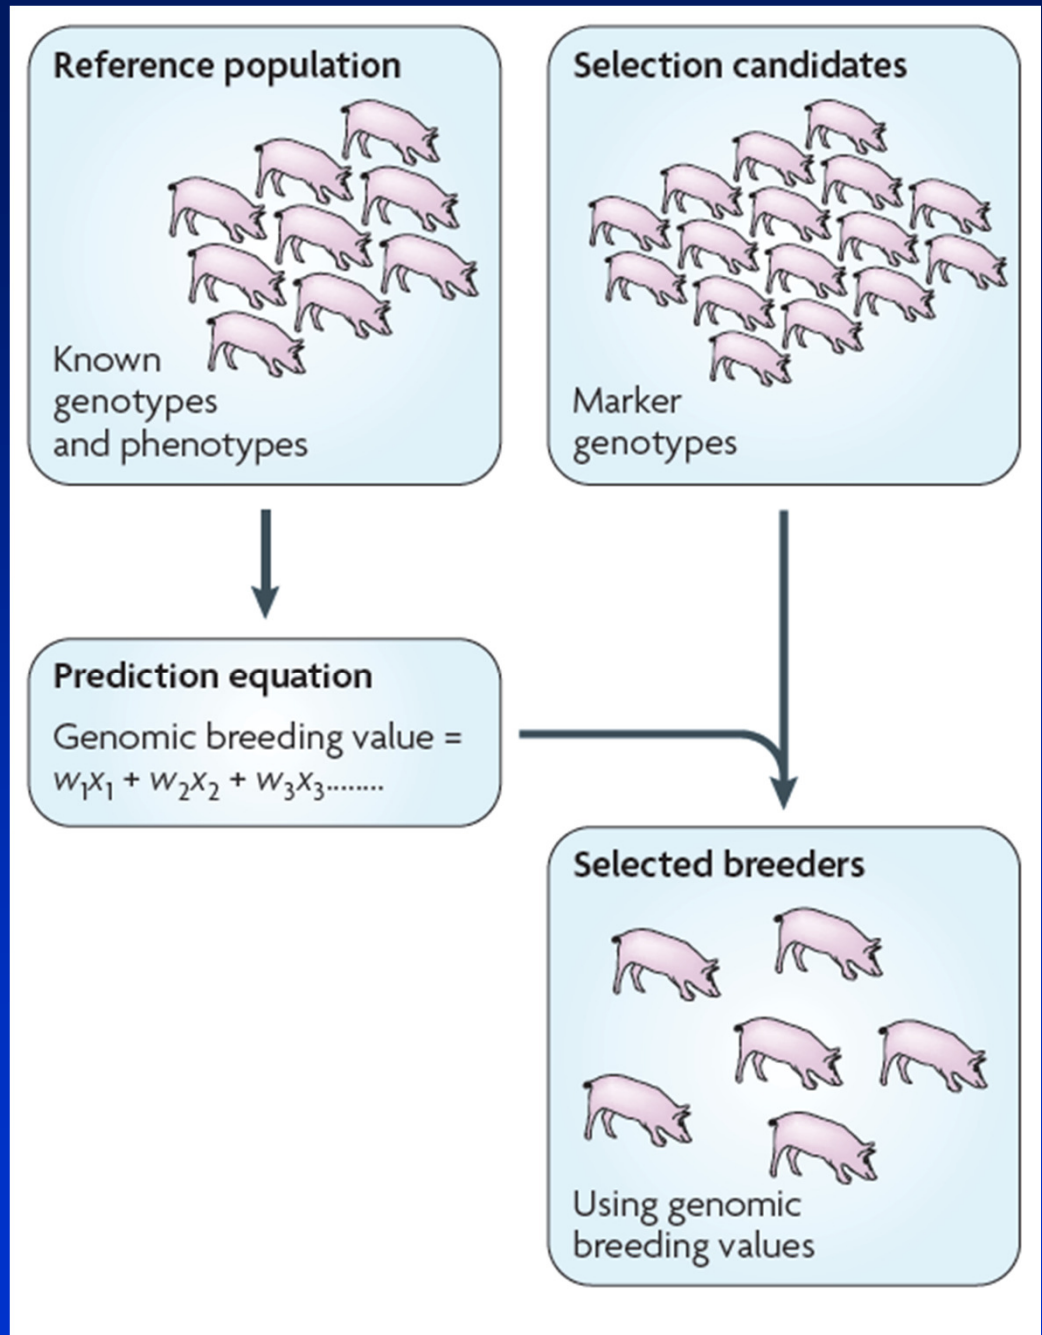 Reference population
Known
genotypes
and phenotypes
Selection candidates
Marker
genotypes
Prediction equation
Genomic breeding value =
w₁x₁ + w₂x₂ + w₃x₃........
Selected breeders
Using genomic
breeding values